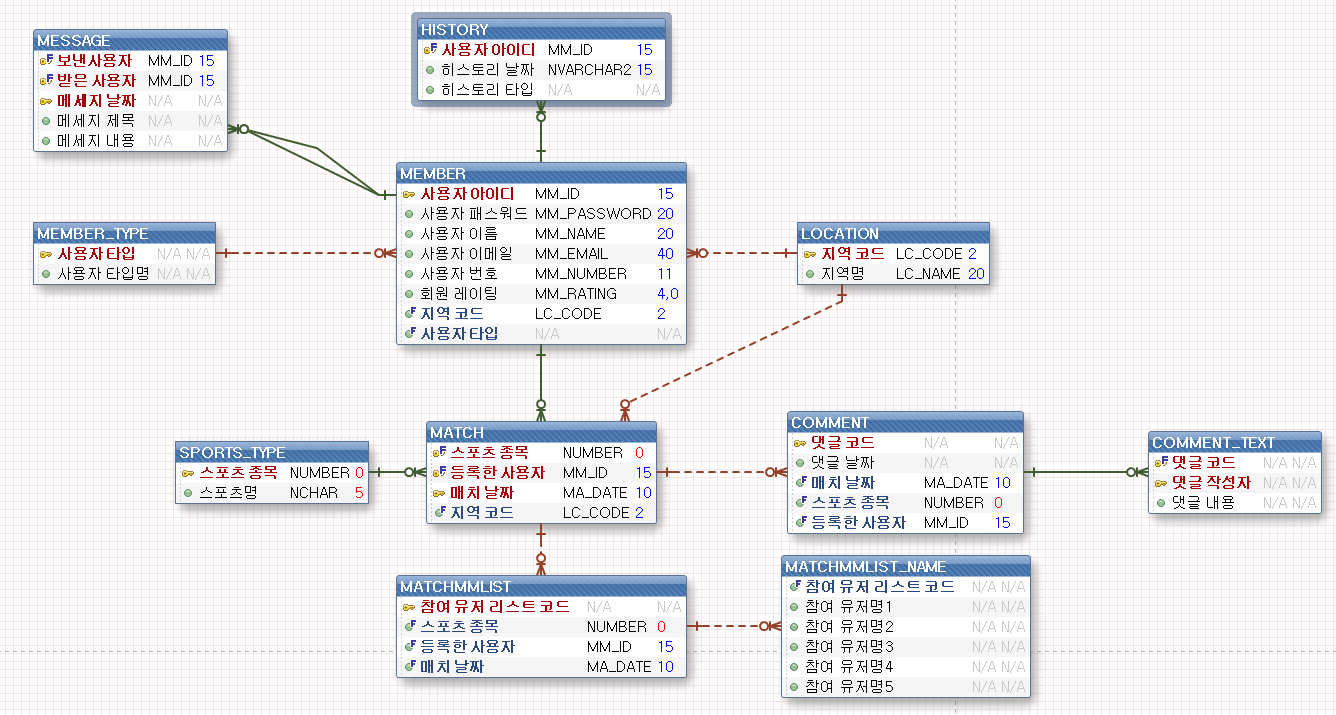 MESSAGE
보낸사용자 MM_ID 15
받은 사용자 MM_ID 15
메세지 날짜 N/A N/A
메세지 제목 N/A N/A
메세지 내용 N/A N/A
HISTORY
사용자 아이디 MM_ID 15
히스토리 날짜 NVARCHAR2 15
히스토리 타입 N/A N/A
MEMBER
사용자 아이디 MM_ID 15
사용자 패스워드 MM_PASSWORD 20
사용자 이름 MM_NAME 20
사용자 이메일 MM_EMAIL 40
사용자 번호 MM_NUMBER 11
회원 레이팅 MM_RATING 4,0
지역 코드 LC_CODE 2
사용자 타입 N/A N/A
MEMBER_TYPE
사용자 타입 N/A N/A
사용자 타입명 N/A N/A
LOCATION
지역 코드 LC_CODE 2
지역명 LC_NAME 20
SPORTS_TYPE
스포츠 종목 NUMBER 0
스포츠명 NCHAR 5
MATCH
스포츠 종목 NUMBER 0
등록한 사용자 MM_ID 15
매치 날짜 MA_DATE 10
지역 코드 LC_CODE 2
COMMENT
댓글 코드 N/A N/A
댓글 날짜 N/A N/A
매치 날짜 MA_DATE 10
스포츠 종목 NUMBER 0
등록한 사용자 MM_ID 15
COMMENT_TEXT
댓글 코드 N/A N/A
댓글 작성자 N/A N/A
댓글 내용 N/A N/A
MATCHMMLIST
참여 유저 리스트 코드 N/A N/A
스포츠 종목 NUMBER 0
등록한 사용자 MM_ID 15
매치 날짜 MA_DATE 10
MATCHMMLIST_NAME
참여 유저 리스트 코드 N/A N/A
참여 유저명1 N/A N/A
참여 유저명2 N/A N/A
참여 유저명3 N/A N/A
참여 유저명4 N/A N/A
참여 유저명5 N/A N/A